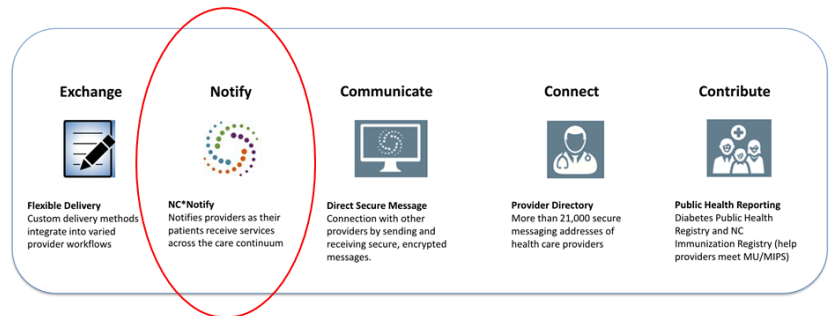 Exchange
Notify
Communicate
Connect
Contribute
Flexible Delivery
Custom delivery methods
integrate into varied
provider workflows
NC*Notify
Notifies providers as their
patients receive services
across the care continuum
Direct Secure Message
Connection with other
providers by sending and
receiving secure, encrypted
messages.
Provider Directory
More than 21,000 secure
messaging addresses of
health care providers
Public Health Reporting
Diabetes Public Health
Registry and NC
Immunization Registry (help
providers meet MU/MIPS)